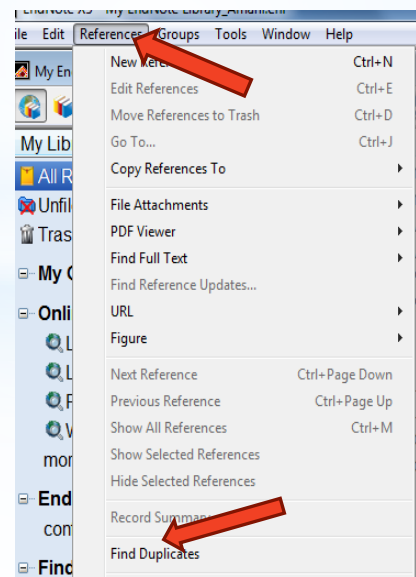 EndNote X5 - My EndNote Library_Amani.enl
ile Edit References Groups Tools Window Help
My En
New Ctrl+N
Edit References Ctrl+E
Move References to Trash Ctrl+D
My Lib
Go To... Ctrl+J
Copy References To
All R
Unfil
File Attachments
Tras
PDF Viewer
My
Find Full Text
Find Reference Updates...
Onli
URL
Figure
Next Reference Ctrl+Page Down
Previous Reference Ctrl+Page Up
Show All References Ctrl+M
mor
Show Selected References
Hide Selected References
End
Record Summary
con
Find Duplicates
Find